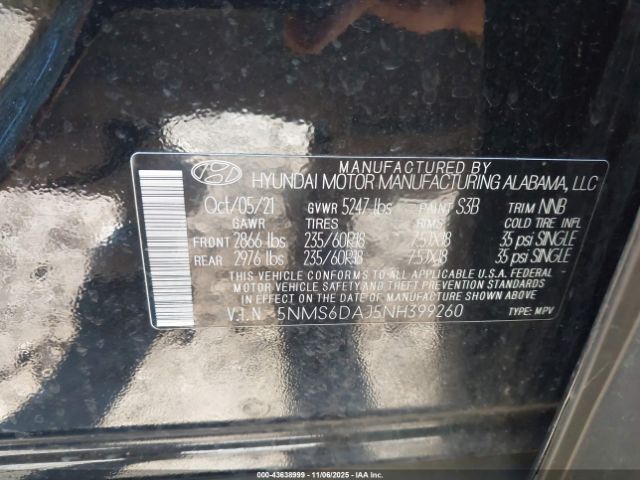 MANUFACTURED BY
HYUNDAI MOTOR MANUFACTURING ALABAMA, LLC
Oct/05/21 GVWR 5247 lbs PAINT S3B TRIM NNB
GAWR TIRES RIMS COLD TIRE INFL
FRONT 2866 lbs 235/60R18 7.5JX18 35 psi SINGLE
REAR 2976 lbs 235/60R18 7.5JX18 35 psi SINGLE
THIS VEHICLE CONFORMS TO ALL APPLICABLE U.S.A. FEDERAL
MOTOR VEHICLE SAFETY AND THEFT PREVENTION STANDARDS
IN EFFECT ON THE DATE OF MANUFACTURE SHOWN ABOVE.
V.I.N 5NMS6DAJ5NH399260 TYPE: MPV
000-43638999 - 11/06/2025 - IAAI.COM